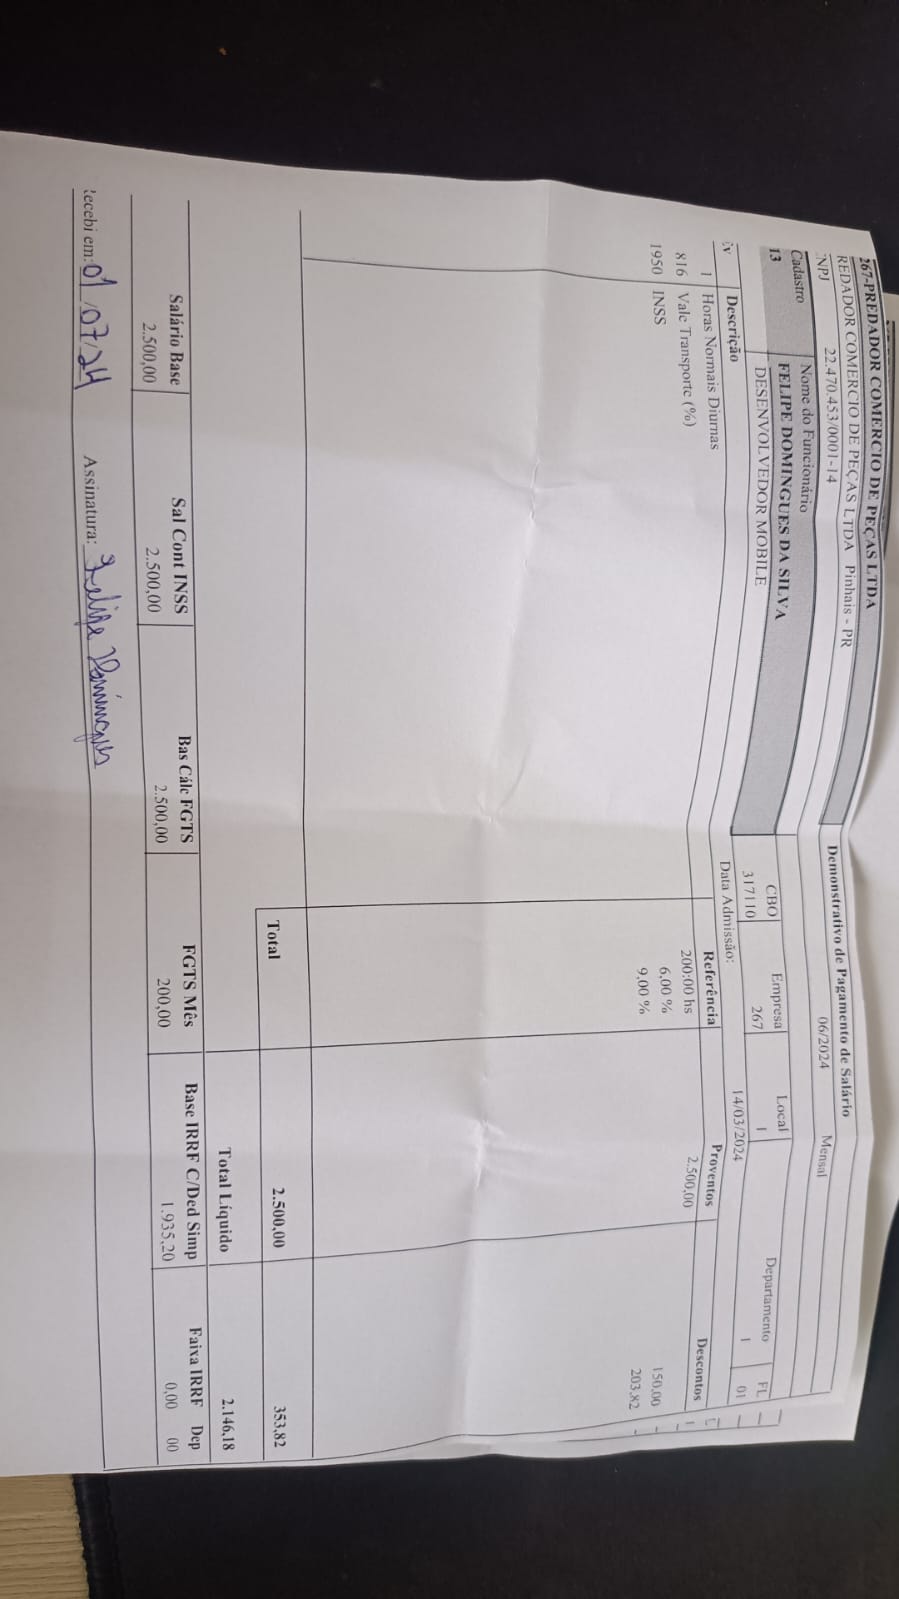 267-PREDADOR COMERCIO DE PEÇAS LTDA
REDADOR COMERCIO DE PEÇAS LTDA Pinhais - PR
CNPJ 22.470.453/0001-14
Demonstrativo de Pagamento de Salário
06/2024 Mensal
Cadastro Nome do Funcionário CBO Empresa Local Departamento FL
13 FELIPE DOMINGUES DA SILVA 317110 267 1 1 01
DESENVOLVEDOR MOBILE Data Admissão: 14/03/2024
Ev Descrição Referência Proventos Descontos
1 Horas Normais Diurnas 200:00 hs 2.500,00
816 Vale Transporte (%) 6,00 % 150,00
1950 INSS 9,00 % 203,82
Total 2.500,00 353,82
Total Líquido 2.146,18
Salário Base Sal Cont INSS Bas Cálc FGTS FGTS Mês Base IRRF C/Ded Simp Faixa IRRF Dep
2.500,00 2.500,00 2.500,00 200,00 1.935,20 0,00 00
Recebi em: 01/07/24 Assinatura: Felipe Domingues